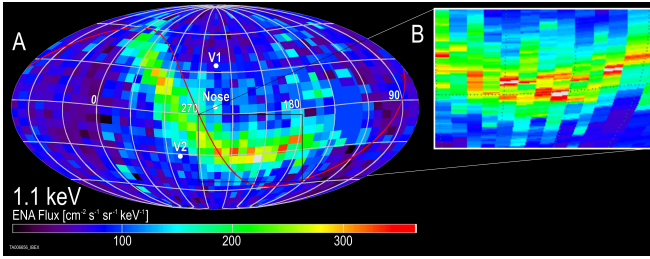 A
B
V1
Nose
0
270
180
90
V2
1.1 keV
ENA Flux [cm⁻² s⁻¹ sr⁻¹ keV⁻¹]
100
200
300
TA006656_IBEX